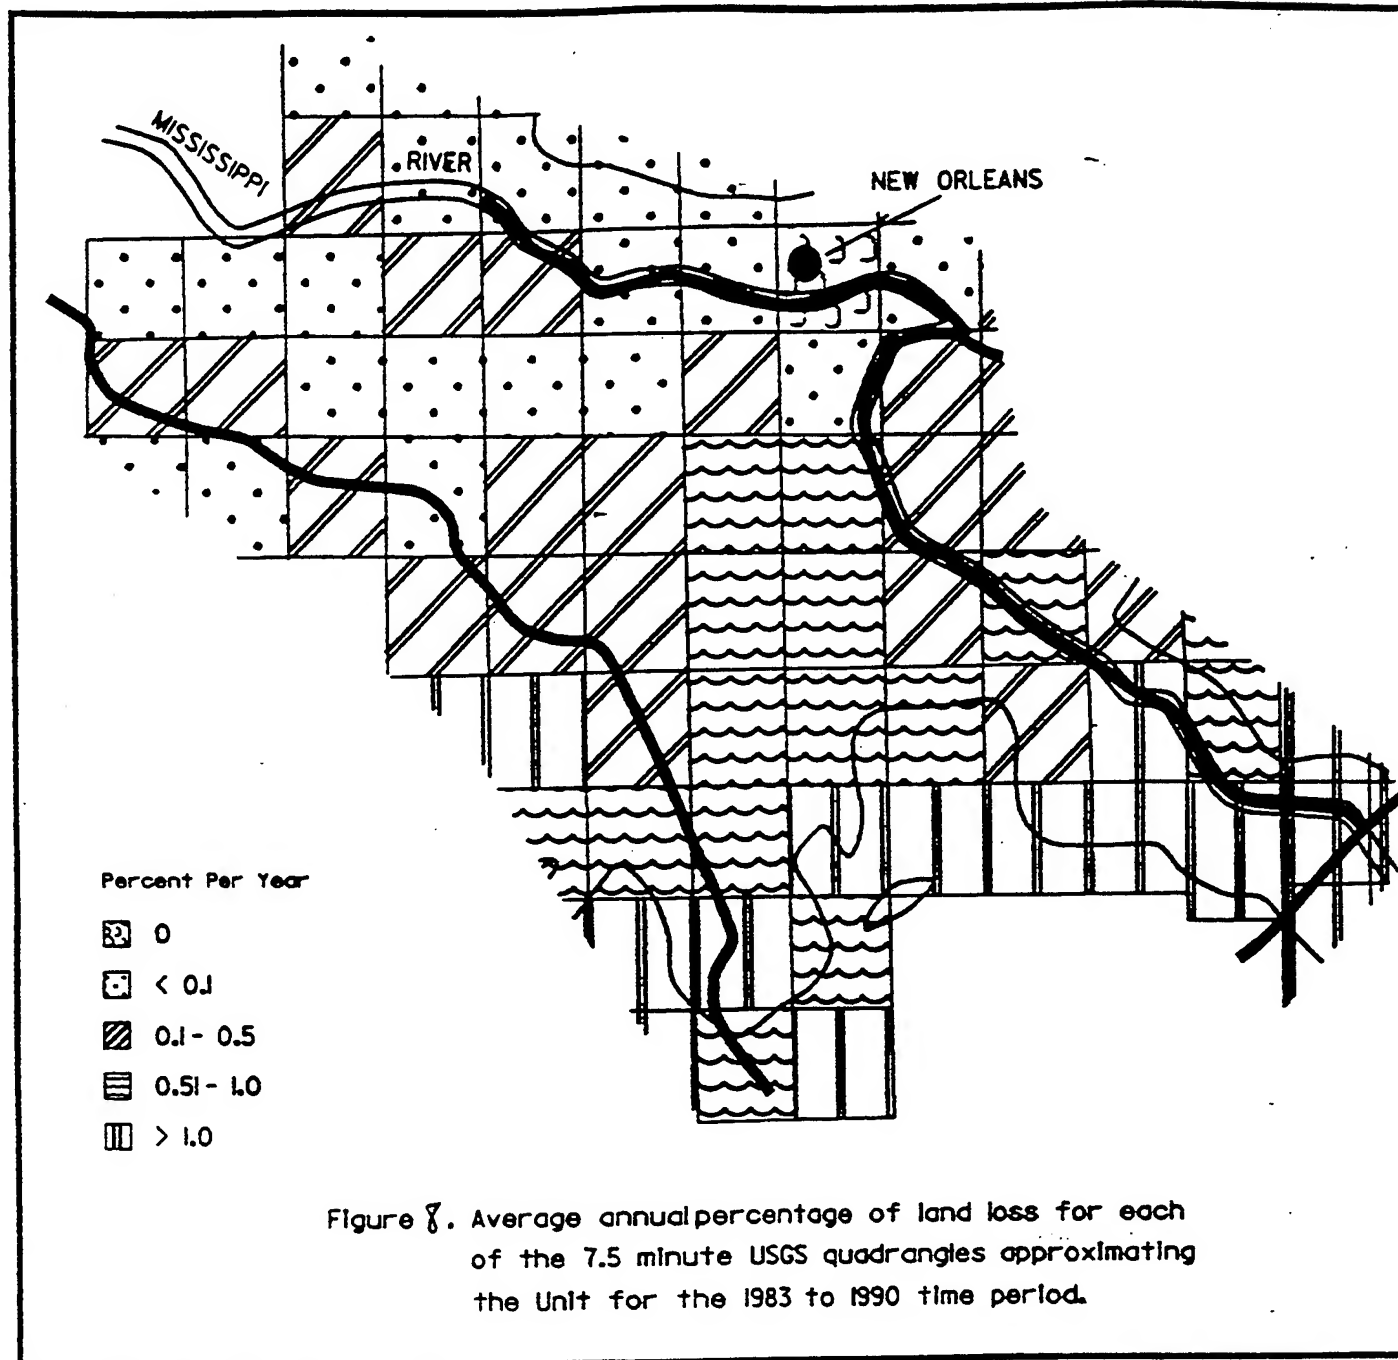 MISSISSIPPI
RIVER
NEW ORLEANS
Percent Per Year
0
< 0.1
0.1 - 0.5
0.51 - 1.0
> 1.0
Figure 8. Average annual percentage of land loss for each
of the 7.5 minute USGS quadrangles approximating
the Unit for the 1983 to 1990 time period.